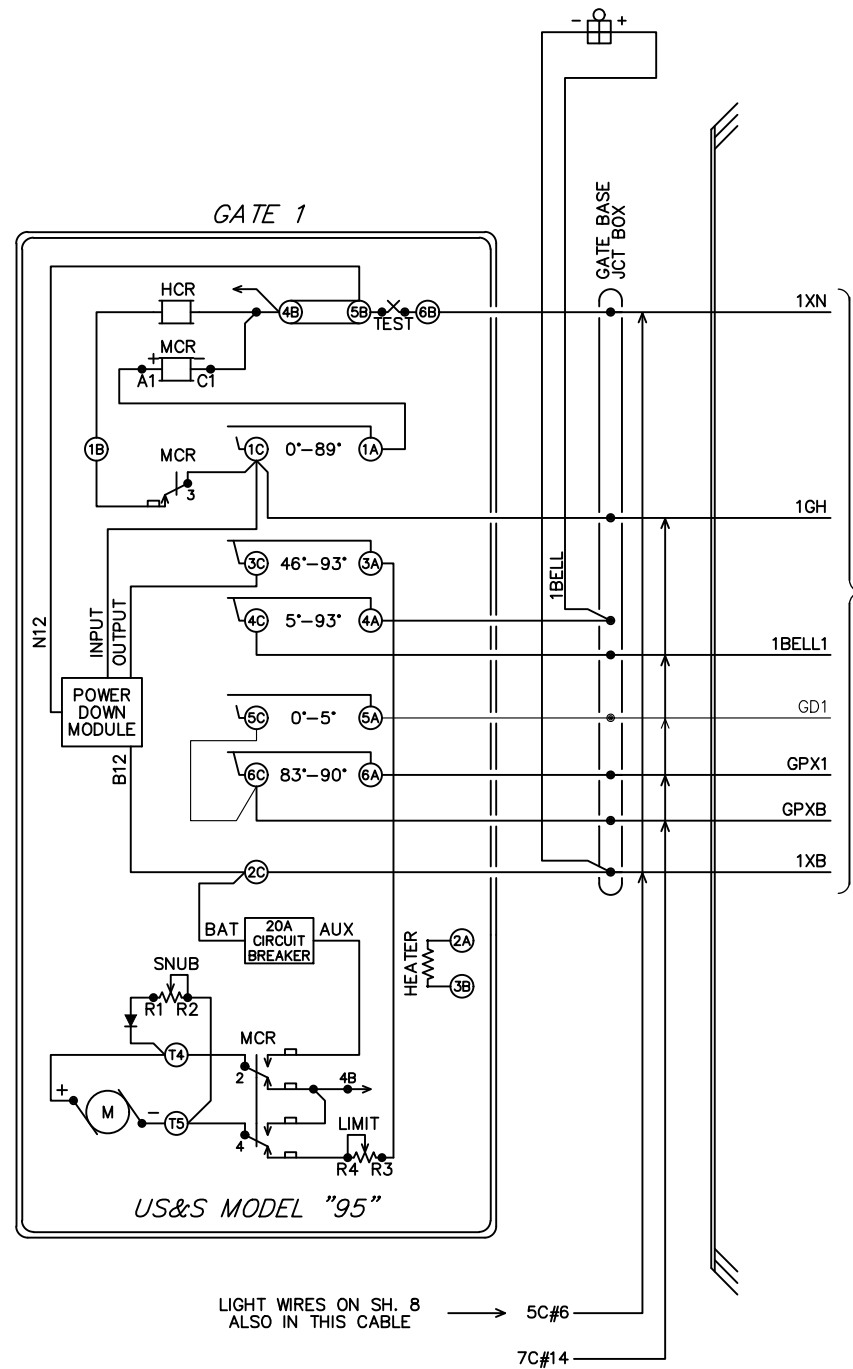 - +
GATE BASE
JCT BOX
GATE 1
HCR
4B
5B
TEST
6B
1XN
MCR
+ -
A1
C1
1B
MCR
3
1C
0°-89°
1A
1GH
N12
INPUT
OUTPUT
3C
46°-93°
3A
1BELL
4C
5°-93°
4A
1BELL1
POWER
DOWN
MODULE
5C
0°-5°
5A
GD1
B12
6C
83°-90°
6A
GPX1
GPXB
2C
1XB
BAT
20A
CIRCUIT
BREAKER
AUX
HEATER
2A
3B
SNUB
R1 R2
T4
MCR
2
4B
+
M
-
T5
4
LIMIT
R4 R3
US&S MODEL "95"
LIGHT WIRES ON SH. 8
ALSO IN THIS CABLE
5C#6
7C#14